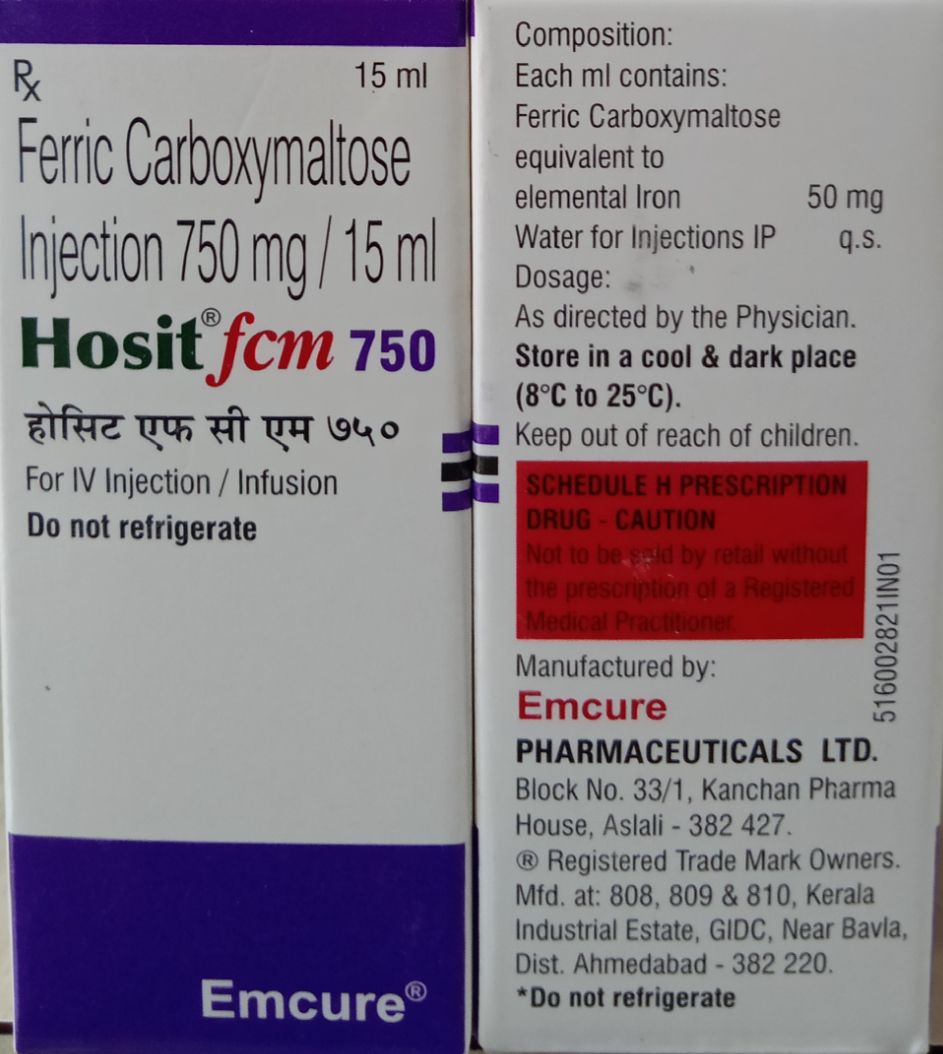 Rx 15 ml
Ferric Carboxymaltose
Injection 750 mg / 15 ml
Hosit® fcm 750
होसिट एफ सी एम ७५०
For IV Injection / Infusion
Do not refrigerate
Emcure®
Composition:
Each ml contains:
Ferric Carboxymaltose
equivalent to
elemental Iron 50 mg
Water for Injections IP q.s.
Dosage:
As directed by the Physician.
Store in a cool & dark place
(8°C to 25°C).
Keep out of reach of children.
SCHEDULE H PRESCRIPTION
DRUG - CAUTION
Not to be sold by retail without
the prescription of a Registered
Medical Practitioner.
Manufactured by:
Emcure
PHARMACEUTICALS LTD.
Block No. 33/1, Kanchan Pharma
House, Aslali - 382 427.
® Registered Trade Mark Owners.
Mfd. at: 808, 809 & 810, Kerala
Industrial Estate, GIDC, Near Bavla,
Dist. Ahmedabad - 382 220.
*Do not refrigerate
516002821IN01